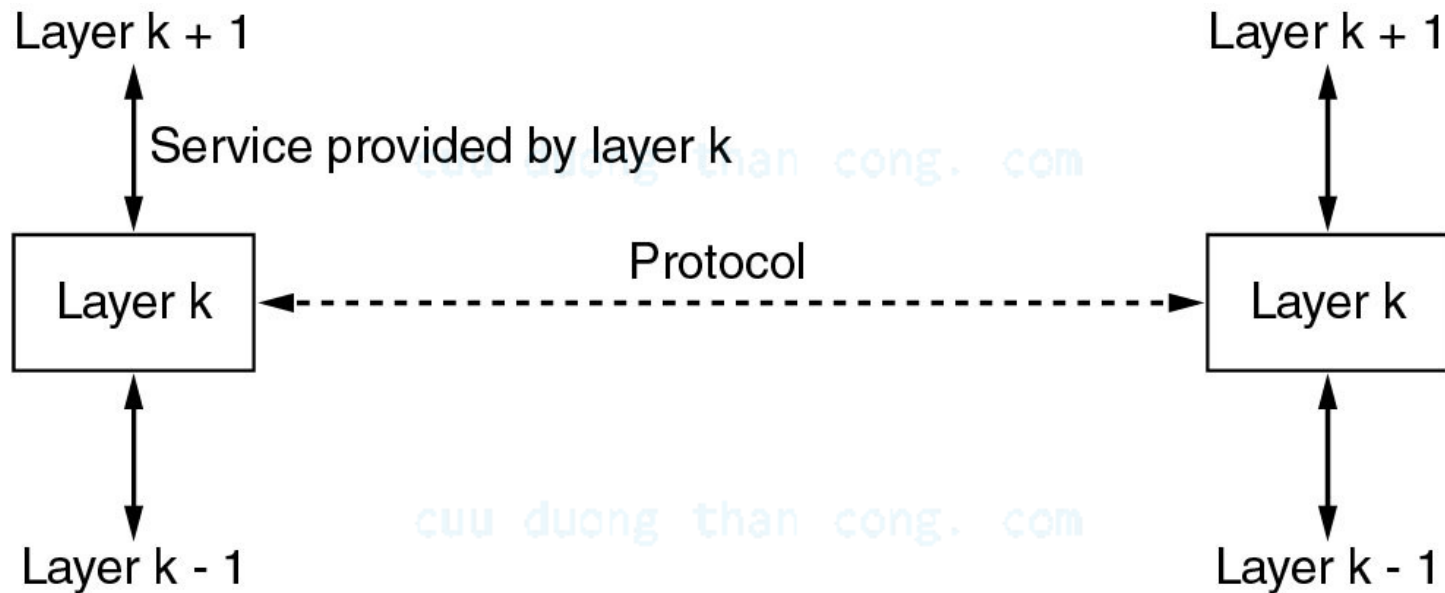 Layer k + 1
Layer k + 1
Service provided by layer k
cuu duong than cong. com
Protocol
Layer k
Layer k
cuu duong than cong. com
Layer k - 1
Layer k - 1